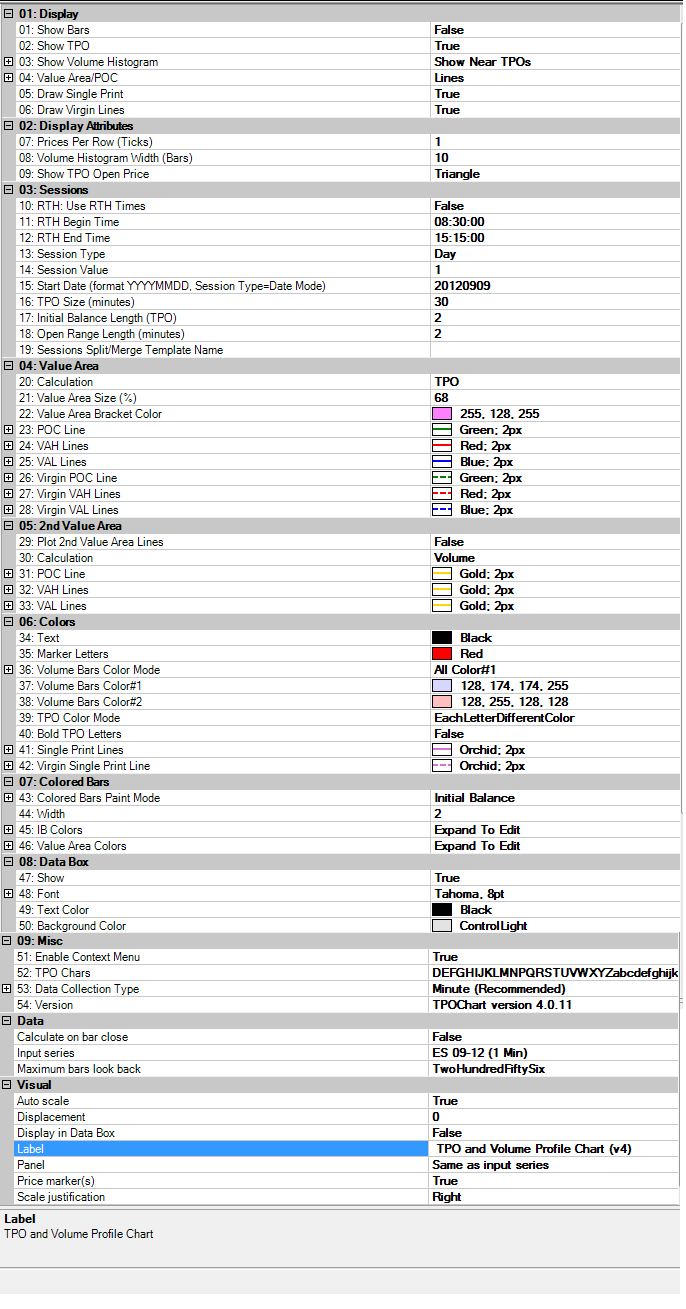 01: Display
01: Show Bars False
02: Show TPO True
03: Show Volume Histogram Show Near TPOs
04: Value Area/POC Lines
05: Draw Single Print True
06: Draw Virgin Lines True
02: Display Attributes
07: Prices Per Row (Ticks) 1
08: Volume Histogram Width (Bars) 10
09: Show TPO Open Price Triangle
03: Sessions
10: RTH: Use RTH Times False
11: RTH Begin Time 08:30:00
12: RTH End Time 15:15:00
13: Session Type Day
14: Session Value 1
15: Start Date (format YYYYMMDD, Session Type=Date Mode) 20120909
16: TPO Size (minutes) 30
17: Initial Balance Length (TPO) 2
18: Open Range Length (minutes) 2
19: Sessions Split/Merge Template Name
04: Value Area
20: Calculation TPO
21: Value Area Size (%) 68
22: Value Area Bracket Color 255, 128, 255
23: POC Line Green; 2px
24: VAH Lines Red; 2px
25: VAL Lines Blue; 2px
26: Virgin POC Line Green; 2px
27: Virgin VAH Lines Red; 2px
28: Virgin VAL Lines Blue; 2px
05: 2nd Value Area
29: Plot 2nd Value Area Lines False
30: Calculation Volume
31: POC Line Gold; 2px
32: VAH Lines Gold; 2px
33: VAL Lines Gold; 2px
06: Colors
34: Text Black
35: Marker Letters Red
36: Volume Bars Color Mode All Color#1
37: Volume Bars Color#1 128, 174, 174, 255
38: Volume Bars Color#2 128, 255, 128, 128
39: TPO Color Mode EachLetterDifferentColor
40: Bold TPO Letters False
41: Single Print Lines Orchid; 2px
42: Virgin Single Print Line Orchid; 2px
07: Colored Bars
43: Colored Bars Paint Mode Initial Balance
44: Width 2
45: IB Colors Expand To Edit
46: Value Area Colors Expand To Edit
08: Data Box
47: Show True
48: Font Tahoma, 8pt
49: Text Color Black
50: Background Color ControlLight
09: Misc
51: Enable Context Menu True
52: TPO Chars DEFGHIJKLMNPQRSTUVWXYZabcdefghijk
53: Data Collection Type Minute (Recommended)
54: Version TPOChart version 4.0.11
Data
Calculate on bar close False
Input series ES 09-12 (1 Min)
Maximum bars look back TwoHundredFiftySix
Visual
Auto scale True
Displacement 0
Display in Data Box False
Label TPO and Volume Profile Chart (v4)
Panel Same as input series
Price marker(s) True
Scale justification Right
Label
TPO and Volume Profile Chart